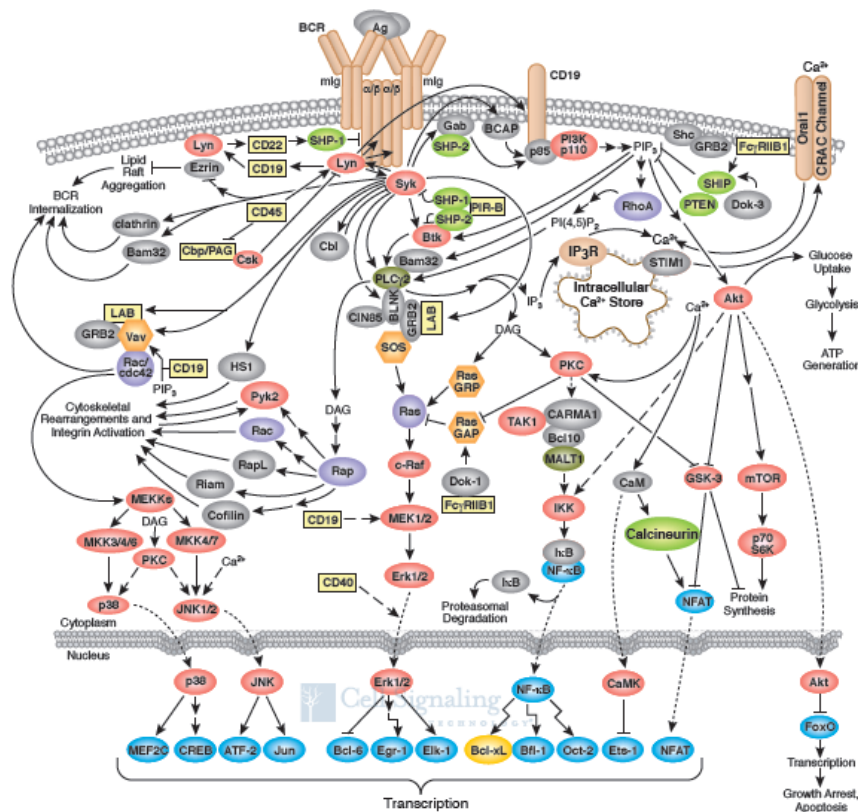 BCR
Ag
mIg
α/β
α/β
mIg
CD19
Ca²⁺
Orai1
CRAC Channel
Lyn
CD22
SHP-1
Lyn
Gab
SHP-2
BCAP
p85
PI3K
p110
PIP₃
Shc
GRB2
FcγRIIB1
Lipid
Raft
Aggregation
Ezrin
CD19
Syk
SHIP
PTEN
Dok-3
BCR
Internalization
CD45
SHP-1
SHP-2
PIR-B
RhoA
clathrin
Cbp/PAG
Csk
Cbl
Btk
PI(4,5)P₂
Bam32
Bam32
IP₃R
Ca²⁺
STIM1
PLCγ2
Intracellular
Ca²⁺ Store
Akt
Glucose
Uptake
Glycolysis
ATP
Generation
LAB
GRB2
Vav
CIN85
BLNK
GRB2
LAB
IP₃
Ca²⁺
DAG
Rac/
cdc42
CD19
PIP₃
HS1
SOS
PKC
Cytoskeletal
Rearrangements and
Integrin Activation
Pyk2
DAG
Ras
GRP
Ras
Ras
GAP
TAK1
CARMA1
Bcl10
MALT1
Rac
RapL
Rap
c-Raf
Dok-1
FcγRIIB1
CaM
GSK-3
mTOR
Riam
Cofilin
MEKKs
DAG
MKK3/4/6
MKK4/7
PKC
Ca²⁺
CD19
MEK1/2
IKK
Calcineurin
p70
S6K
IκB
NF-κB
CD40
Erk1/2
IκB
Proteasomal
Degradation
NFAT
Protein
Synthesis
p38
JNK1/2
Cytoplasm
Nucleus
p38
JNK
Erk1/2
NF-κB
CaMK
Akt
Cell Signaling
TECHNOLOGY
MEF2C
CREB
ATF-2
Jun
Bcl-6
Egr-1
Elk-1
Bcl-xL
Bfl-1
Oct-2
Ets-1
NFAT
FoxO
Transcription
Growth Arrest,
Apoptosis
Transcription